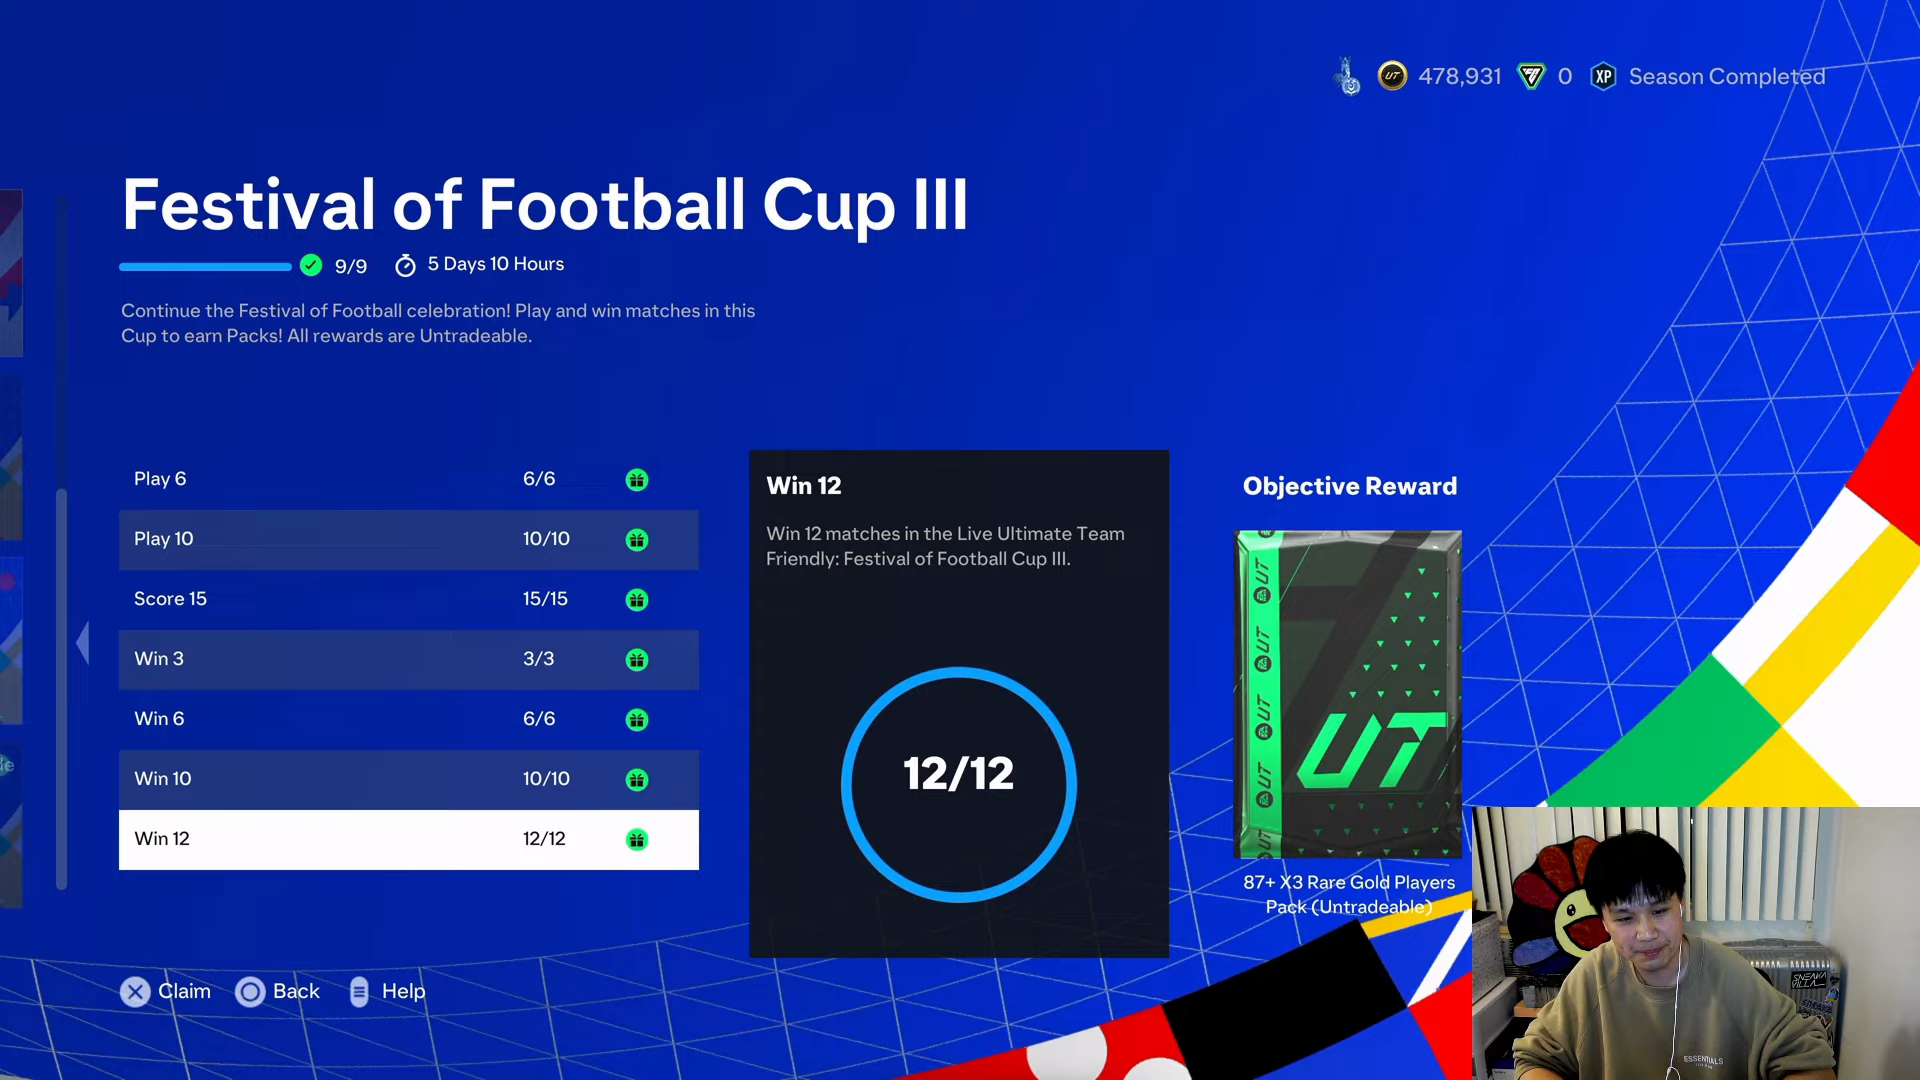 478,931 0 XP Season Completed
Festival of Football Cup III
9/9 5 Days 10 Hours
Continue the Festival of Football celebration! Play and win matches in this
Cup to earn Packs! All rewards are Untradeable.
Play 6 6/6
Play 10 10/10
Score 15 15/15
Win 3 3/3
Win 6 6/6
Win 10 10/10
Win 12 12/12
Win 12
Win 12 matches in the Live Ultimate Team
Friendly: Festival of Football Cup III.
12/12
Objective Reward
UT
UT
UT
UT
UT
87+ X3 Rare Gold Players
Pack (Untradeable)
Claim Back Help
ESSENTIALS